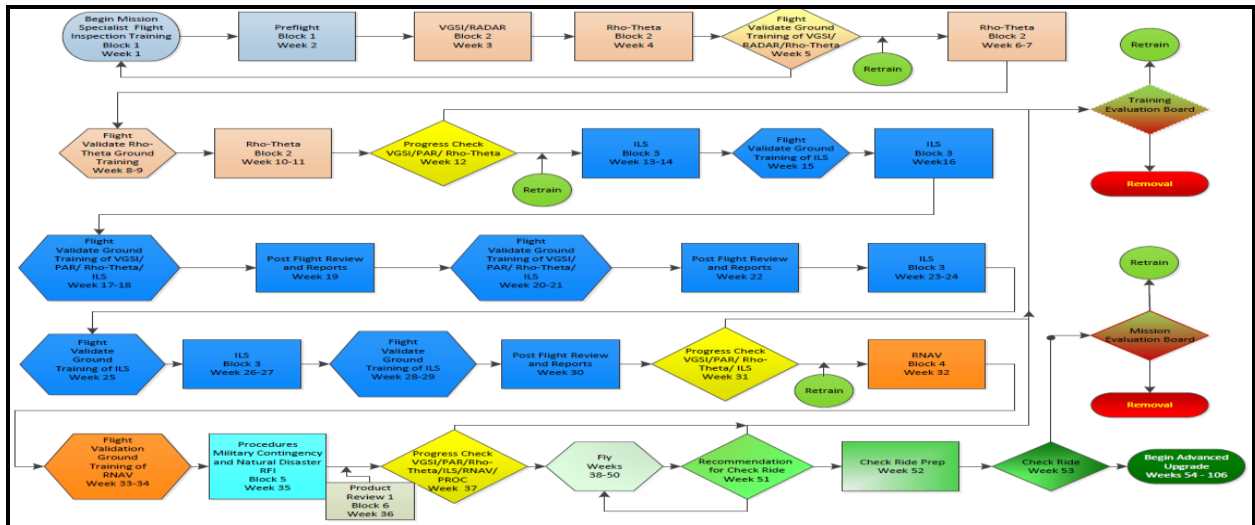 Begin Mission
Specialist Flight
Inspection Training
Block 1
Week 1
Preflight
Block 1
Week 2
VGSI/RADAR
Block 2
Week 3
Rho-Theta
Block 2
Week 4
Flight
Validate Ground
Training of VGSI/
RADAR/Rho-Theta
Week 5
Retrain
Rho-Theta
Block 2
Week 6-7
Retrain
Training
Evaluation Board
Removal
Flight
Validate Rho-
Theta Ground
Training
Week 8-9
Rho-Theta
Block 2
Week 10-11
Progress Check
VGSI/PAR/ Rho-Theta
Week 12
Retrain
ILS
Block 3
Week 13-14
Flight
Validate Ground
Training of ILS
Week 15
ILS
Block 3
Week16
Flight
Validate Ground
Training of VGSI/
PAR/ Rho-Theta/
ILS
Week 17-18
Post Flight Review
and Reports
Week 19
Flight
Validate Ground
Training of VGSI/
PAR/ Rho-Theta/
ILS
Week 20-21
Post Flight Review
and Reports
Week 22
ILS
Block 3
Week 23-24
Retrain
Mission
Evaluation Board
Removal
Flight
Validate
Ground
Training of ILS
Week 25
ILS
Block 3
Week 26-27
Flight
Validate
Ground
Training of ILS
Week 28-29
Post Flight Review
and Reports
Week 30
Progress Check
VGSI/PAR/ Rho-
Theta/ ILS
Week 31
Retrain
RNAV
Block 4
Week 32
Flight
Validation
Ground
Training of
RNAV
Week 33-34
Procedures
Military Contingency
and Natural Disaster
RFI
Block 5
Week 35
Product
Review 1
Block 6
Week 36
Progress Check
VGSI/PAR/Rho-
Theta/ILS/RNAV/
PROC
Week 37
Fly
Weeks
38-50
Recommendation
for Check Ride
Week 51
Check Ride Prep
Week 52
Check Ride
Week 53
Begin Advanced
Upgrade
Weeks 54 - 106